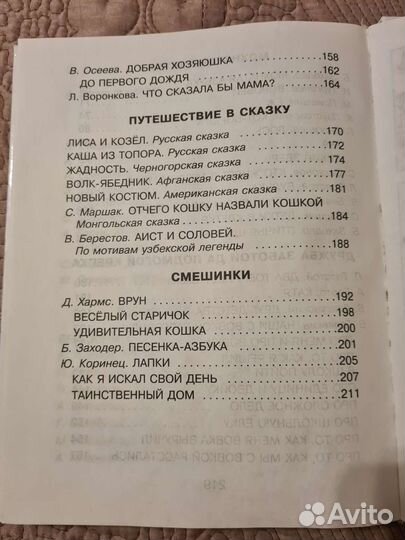 В. Осеева. ДОБРАЯ ХОЗЯЮШКА 158
ДО ПЕРВОГО ДОЖДЯ 162
Л. Воронкова. ЧТО СКАЗАЛА БЫ МАМА? 164
ПУТЕШЕСТВИЕ В СКАЗКУ
ЛИСА И КОЗЁЛ. Русская сказка 170
КАША ИЗ ТОПОРА. Русская сказка 172
ЖАДНОСТЬ. Черногорская сказка 174
ВОЛК-ЯБЕДНИК. Афганская сказка 177
НОВЫЙ КОСТЮМ. Американская сказка 181
С. Маршак. ОТЧЕГО КОШКУ НАЗВАЛИ КОШКОЙ
Монгольская сказка 184
В. Берестов. АИСТ И СОЛОВЕЙ.
По мотивам узбекской легенды 188
СМЕШИНКИ
Д. Хармс. ВРУН 192
ВЕСЁЛЫЙ СТАРИЧОК 198
УДИВИТЕЛЬНАЯ КОШКА 200
Б. Заходер. ПЕСЕНКА-АЗБУКА 201
Ю. Коринец. ЛАПКИ 205
КАК Я ИСКАЛ СВОЙ ДЕНЬ 207
ТАИНСТВЕННЫЙ ДОМ 211
Avito